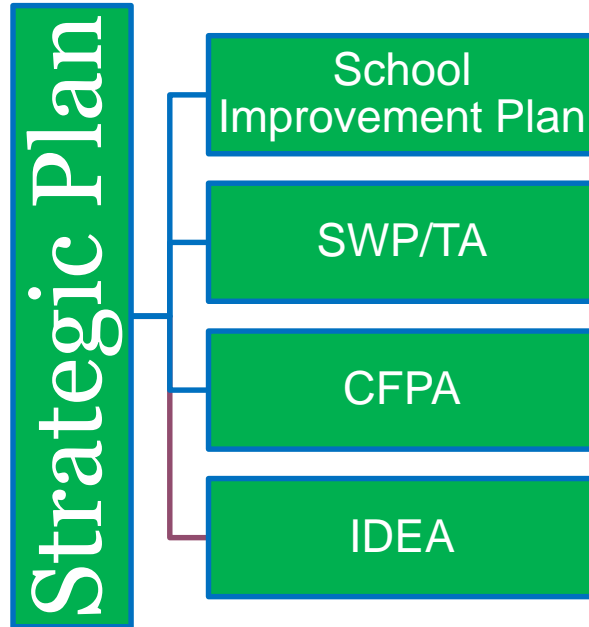 Strategic Plan
School
Improvement Plan
SWP/TA
CFPA
IDEA